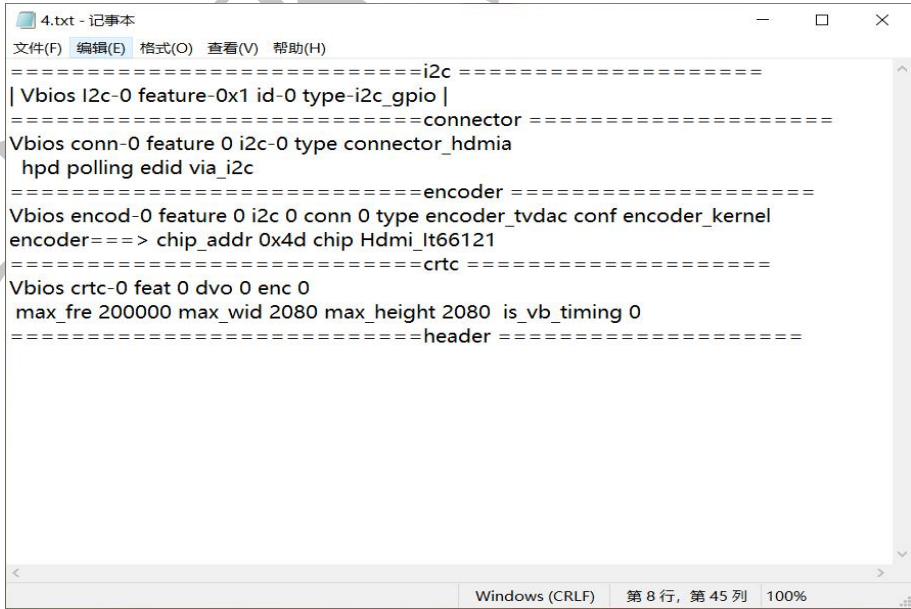 4.txt - 记事本
文件(F) 编辑(E) 格式(O) 查看(V) 帮助(H)
===========================i2c ====================
| Vbios I2c-0 feature-0x1 id-0 type-i2c_gpio |
===========================connector ====================
Vbios conn-0 feature 0 i2c-0 type connector_hdmia
hpd polling edid via_i2c
===========================encoder ====================
Vbios encod-0 feature 0 i2c 0 conn 0 type encoder_tvdac conf encoder_kernel
encoder===> chip_addr 0x4d chip Hdmi_It66121
===========================crtc ====================
Vbios crtc-0 feat 0 dvo 0 enc 0
max_fre 200000 max_wid 2080 max_height 2080  is_vb_timing 0
===========================header ====================
Windows (CRLF) 第 8 行，第 45 列 100%